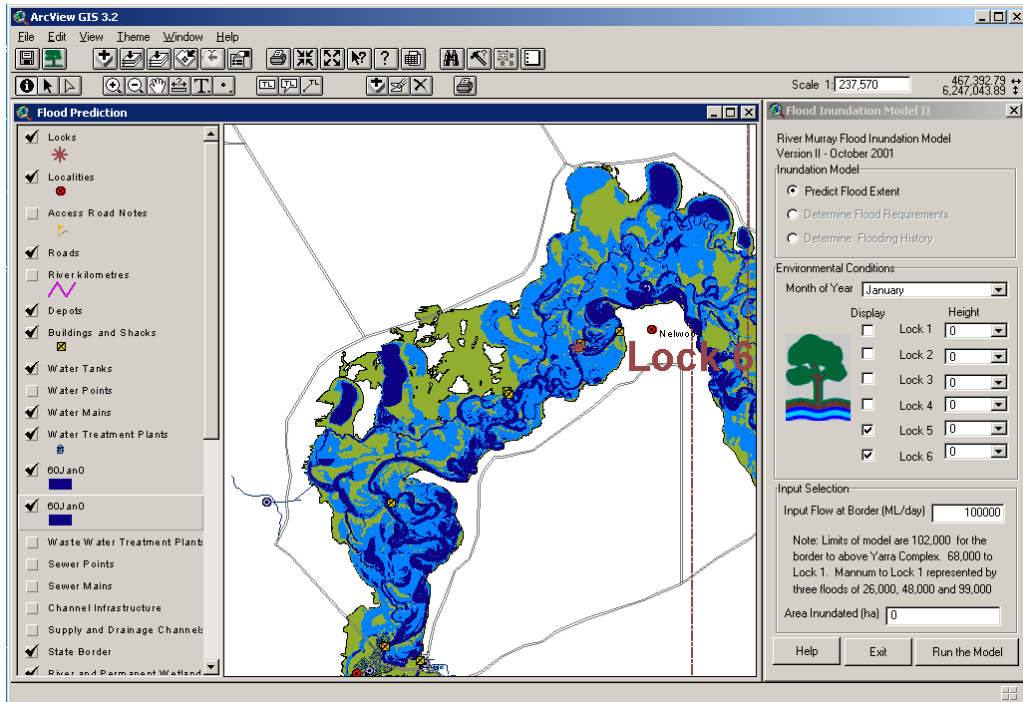 ArcView GIS 3.2
File Edit View Theme Window Help
Scale 1: 237,570
467,392.79
6,247,043.89
Flood Prediction
Locks
Localities
Access Road Notes
Roads
River kilometres
Depots
Buildings and Shacks
Water Tanks
Water Points
Water Mains
Water Treatment Plants
60Jan0
60Jan0
Waste Water Treatment Plants
Sewer Points
Sewer Mains
Channel Infrastructure
Supply and Drainage Channels
State Border
River and Permanent Wetland
Nelwoo
Lock 6
Flood Inundation Model II
River Murray Flood Inundation Model
Version II - October 2001
Inundation Model
Predict Flood Extent
Determine Flood Requirements
Determine Flooding History
Environmental Conditions
Month of Year January
Display Height
Lock 1 0
Lock 2 0
Lock 3 0
Lock 4 0
Lock 5 0
Lock 6 0
Input Selection
Input Flow at Border (ML/day) 100000
Note: Limits of model are 102,000 for the
border to above Yarra Complex. 68,000 to
Lock 1. Mannum to Lock 1 represented by
three floods of 26,000, 48,000 and 99,000
Area Inundated (ha) 0
Help Exit Run the Model